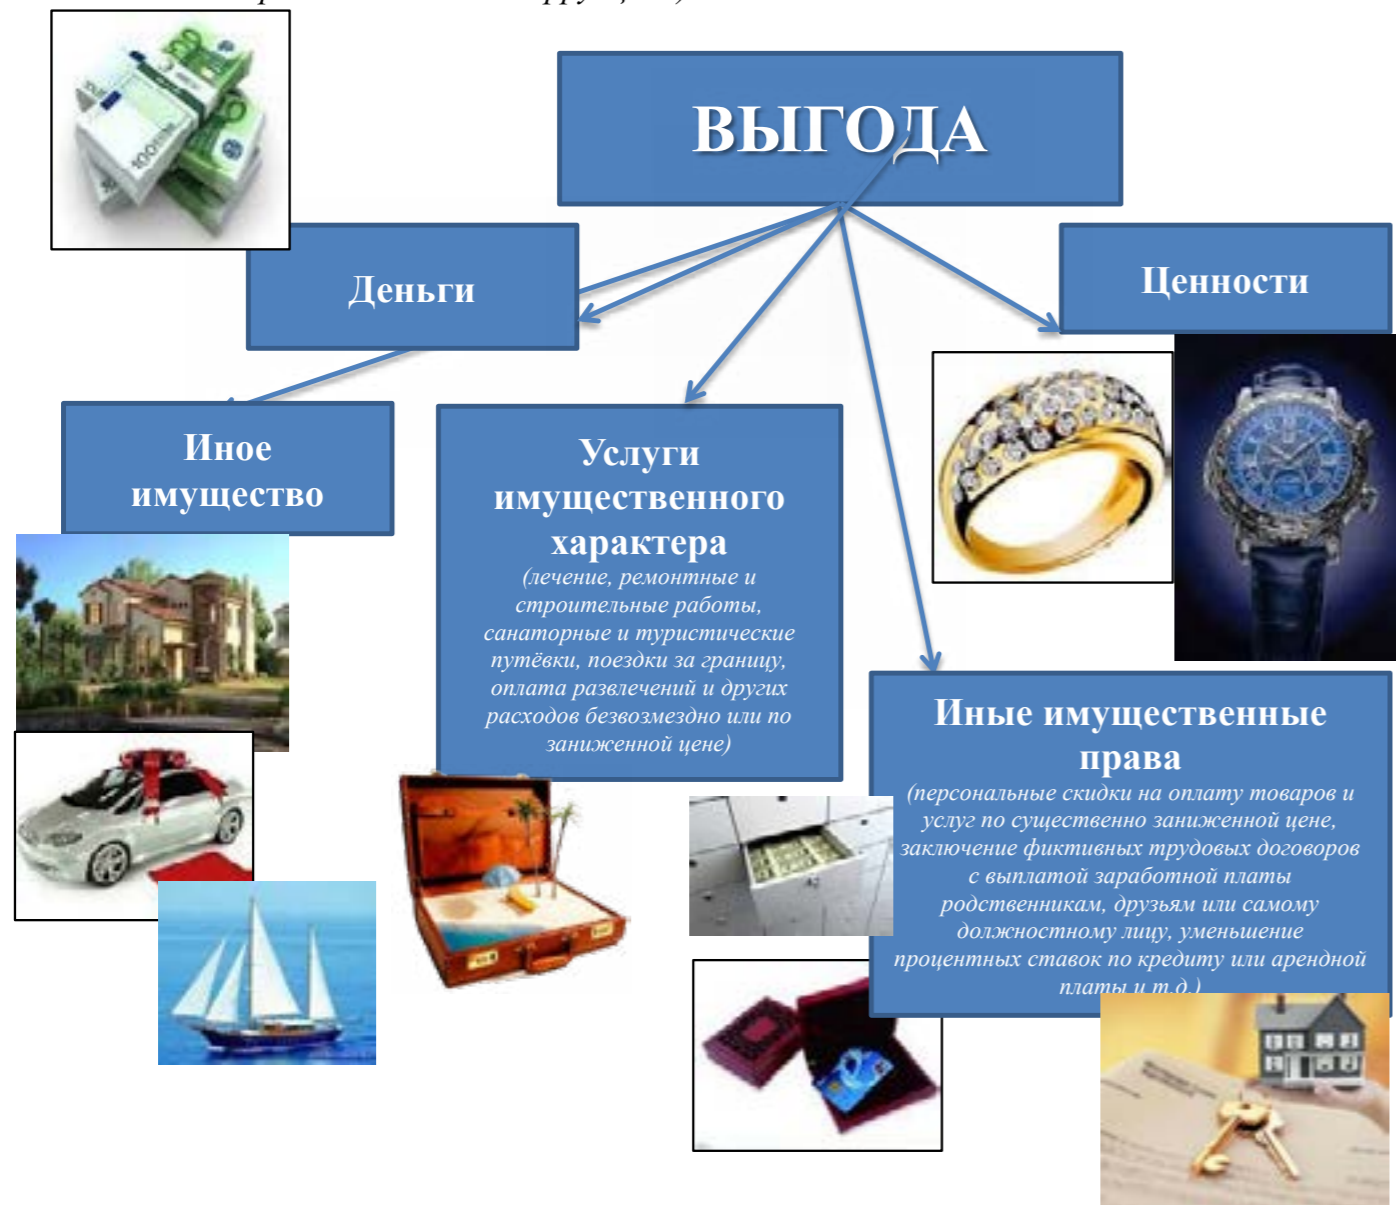 ВЫГОДА
Деньги
Ценности
Иное
имущество
Услуги
имущественного
характера
(лечение, ремонтные и
строительные работы,
санаторные и туристические
путёвки, поездки за границу,
оплата развлечений и других
расходов безвозмездно или по
заниженной цене)
Иные имущественные
права
(персональные скидки на оплату товаров и
услуг по существенно заниженной цене,
заключение фиктивных трудовых договоров
с выплатой заработной платы
родственникам, друзьям или самому
должностному лицу, уменьшение
процентных ставок по кредиту или арендной
платы и т.д.)